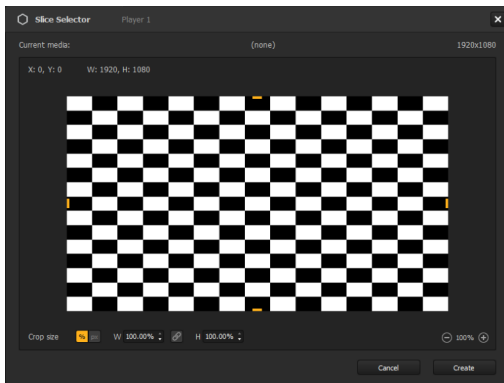 Slice Selector Player 1
Current media: (none) 1920x1080
X: 0, Y: 0 W: 1920, H: 1080
Crop size % px W 100.00% H 100.00% 100%
Cancel Create